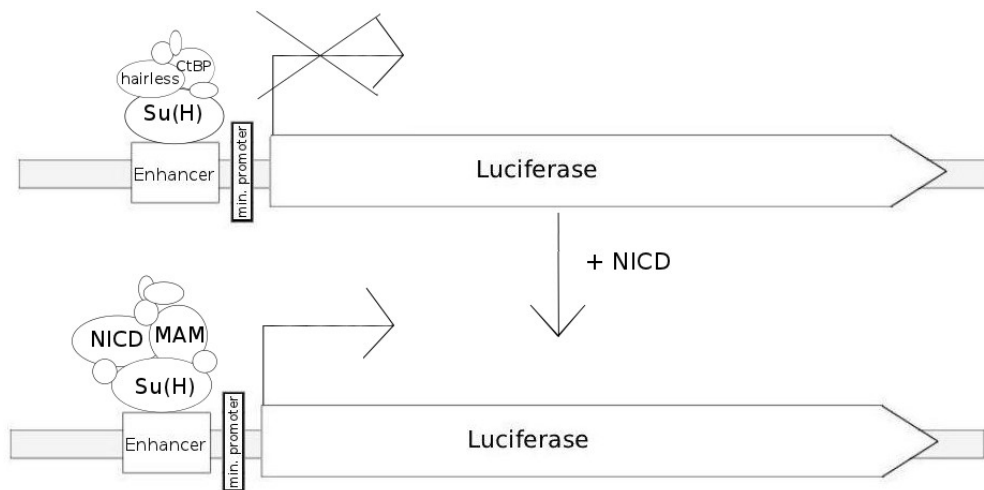 CtBP
hairless
Su(H)
Enhancer
min. promoter
Luciferase
+ NICD
NICD
MAM
Su(H)
Enhancer
min. promoter
Luciferase